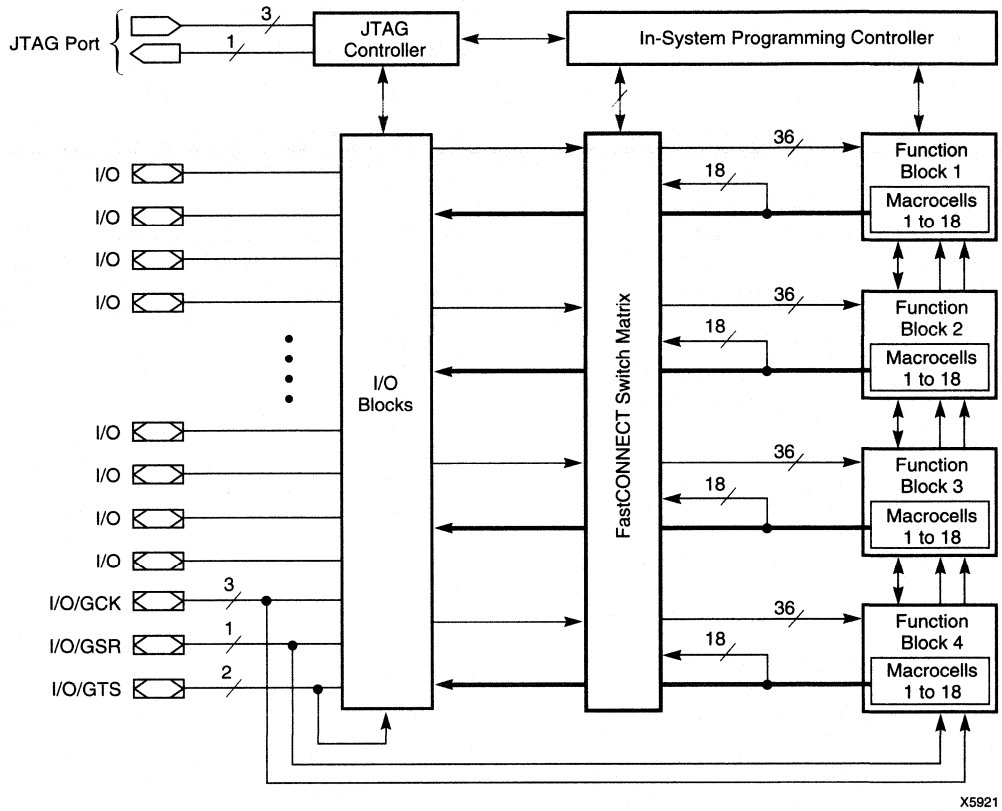 JTAG Port
3
1
JTAG
Controller
In-System Programming Controller
I/O
I/O
I/O
I/O
I/O
I/O
I/O
I/O
I/O/GCK
3
I/O/GSR
1
I/O/GTS
2
I/O
Blocks
FastCONNECT Switch Matrix
36
18
Function
Block 1
Macrocells
1 to 18
36
18
Function
Block 2
Macrocells
1 to 18
36
18
Function
Block 3
Macrocells
1 to 18
36
18
Function
Block 4
Macrocells
1 to 18
X5921